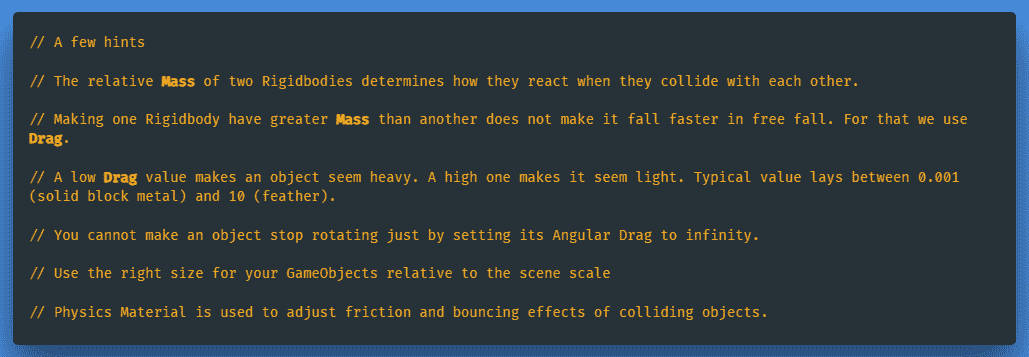 // A few hints
// The relative Mass of two Rigidbodies determines how they react when they collide with each other.
// Making one Rigidbody have greater Mass than another does not make it fall faster in free fall. For that we use
Drag.
// A low Drag value makes an object seem heavy. A high one makes it seem light. Typical value lays between 0.001
(solid block metal) and 10 (feather).
// You cannot make an object stop rotating just by setting its Angular Drag to infinity.
// Use the right size for your GameObjects relative to the scene scale
// Physics Material is used to adjust friction and bouncing effects of colliding objects.